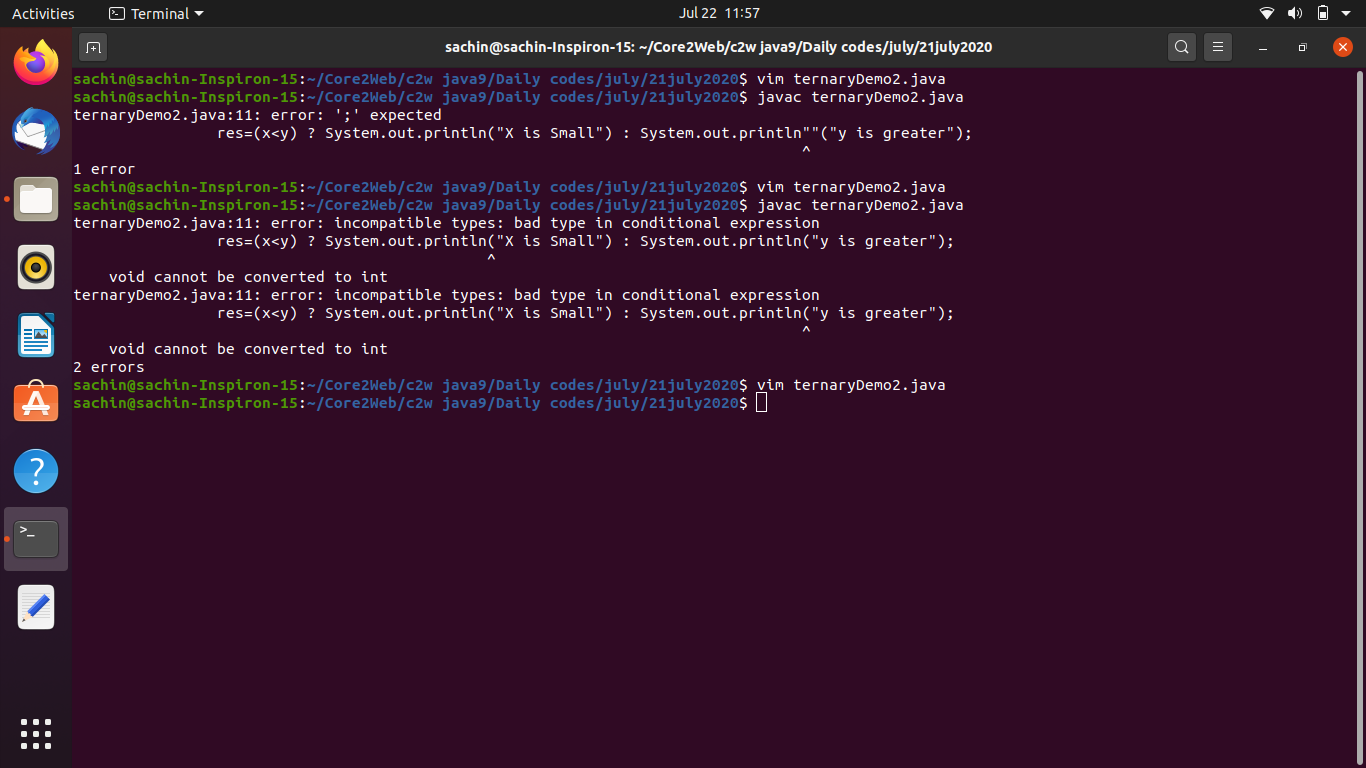 Activities Terminal Jul 22 11:57
sachin@sachin-Inspiron-15: ~/Core2Web/c2w java9/Daily codes/july/21july2020
sachin@sachin-Inspiron-15:~/Core2Web/c2w java9/Daily codes/july/21july2020$ vim ternaryDemo2.java
sachin@sachin-Inspiron-15:~/Core2Web/c2w java9/Daily codes/july/21july2020$ javac ternaryDemo2.java
ternaryDemo2.java:11: error: ';' expected
                res=(x<y) ? System.out.println("X is Small") : System.out.println""("y is greater");
                                                                                 ^
1 error
sachin@sachin-Inspiron-15:~/Core2Web/c2w java9/Daily codes/july/21july2020$ vim ternaryDemo2.java
sachin@sachin-Inspiron-15:~/Core2Web/c2w java9/Daily codes/july/21july2020$ javac ternaryDemo2.java
ternaryDemo2.java:11: error: incompatible types: bad type in conditional expression
                res=(x<y) ? System.out.println("X is Small") : System.out.println("y is greater");
                                              ^
    void cannot be converted to int
ternaryDemo2.java:11: error: incompatible types: bad type in conditional expression
                res=(x<y) ? System.out.println("X is Small") : System.out.println("y is greater");
                                                                                 ^
    void cannot be converted to int
2 errors
sachin@sachin-Inspiron-15:~/Core2Web/c2w java9/Daily codes/july/21july2020$ vim ternaryDemo2.java
sachin@sachin-Inspiron-15:~/Core2Web/c2w java9/Daily codes/july/21july2020$